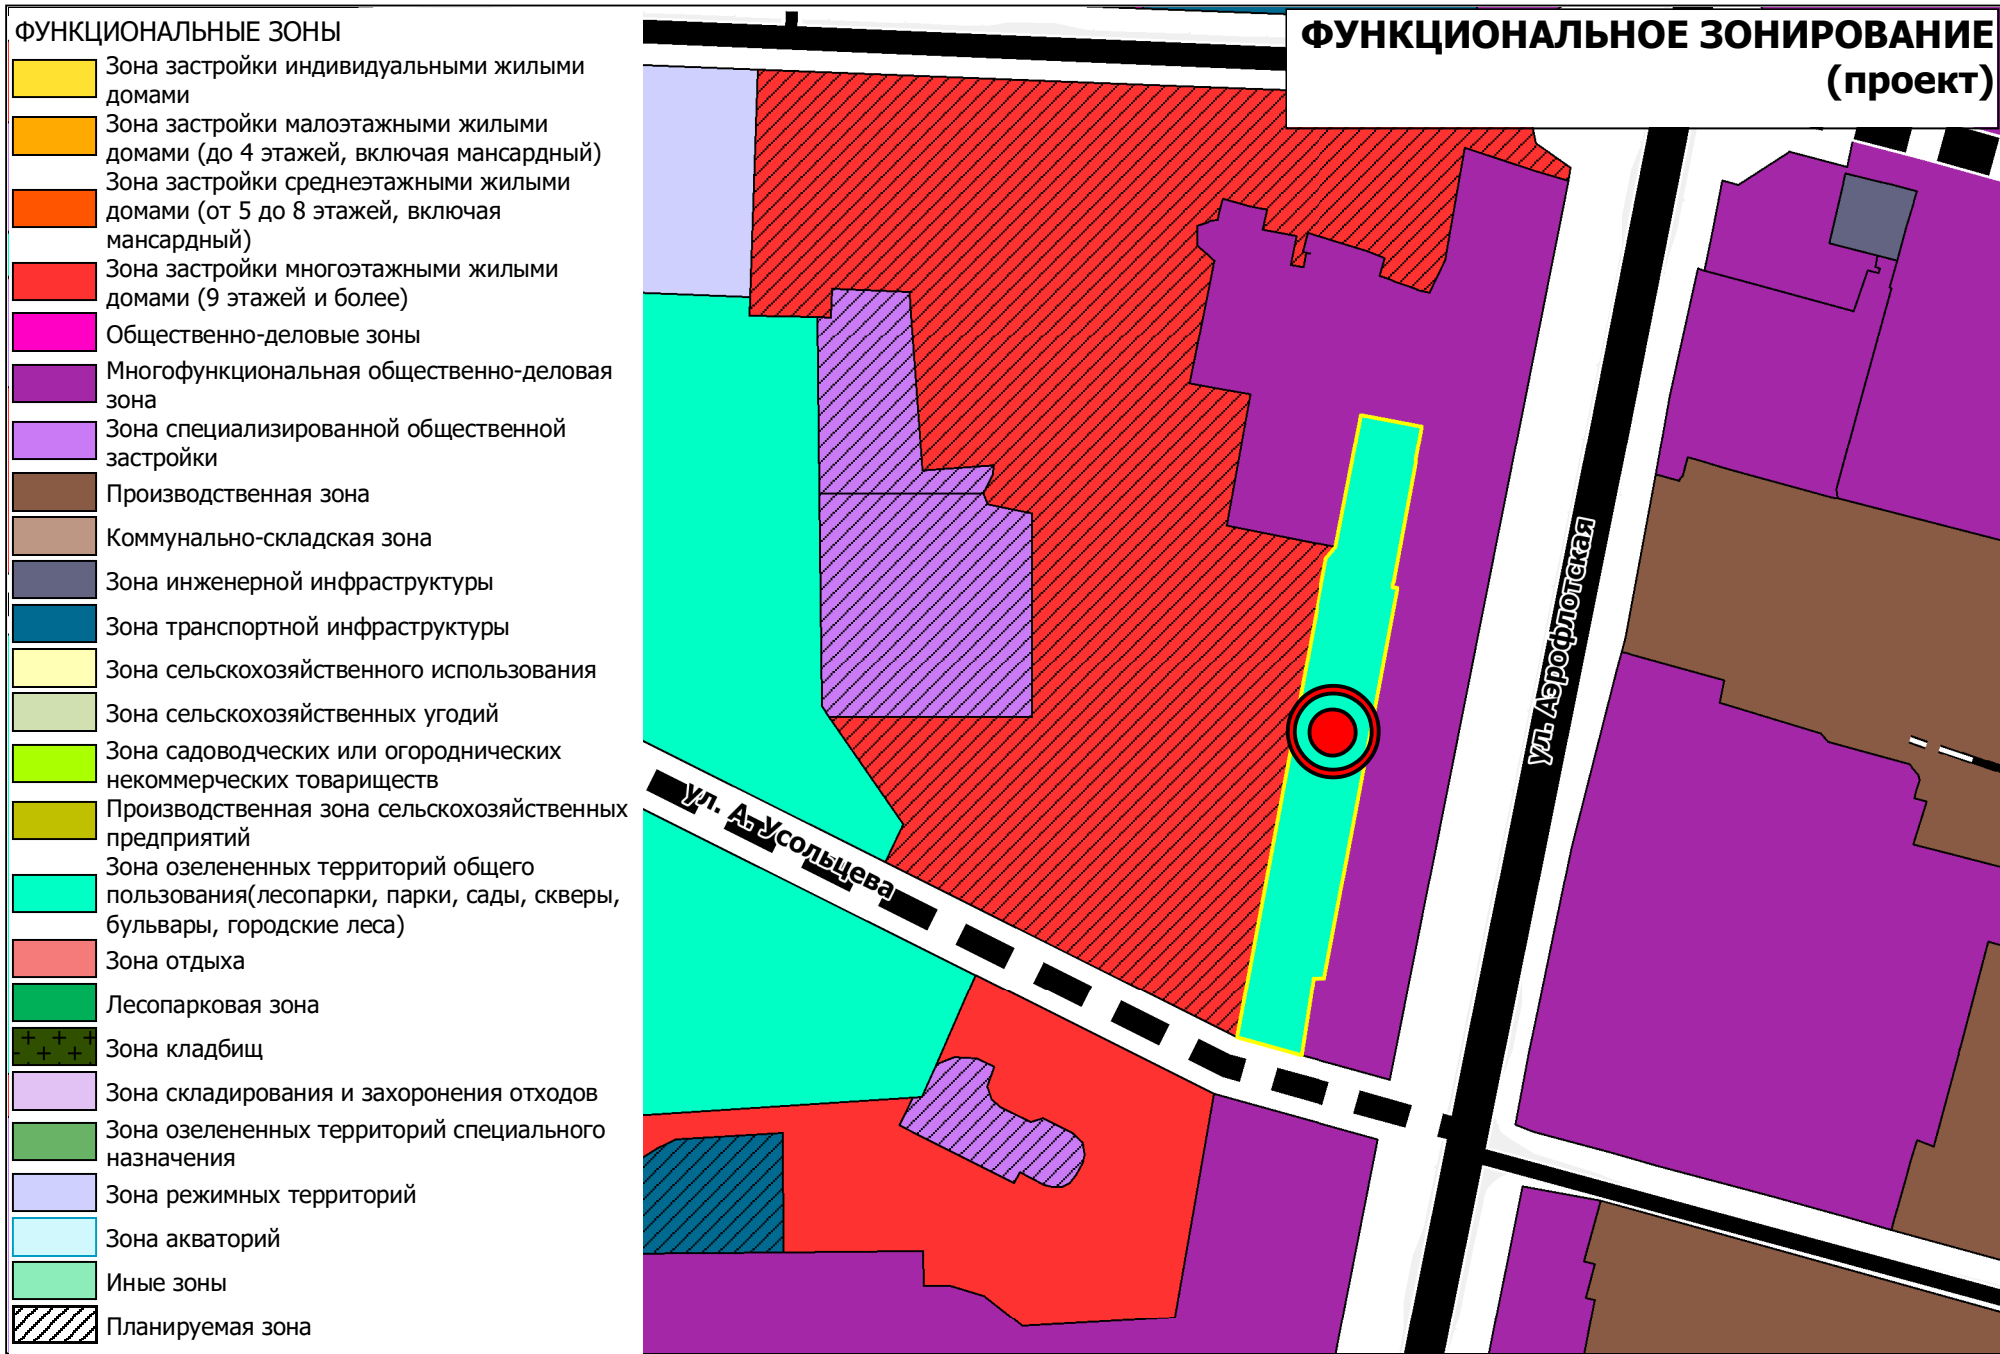 ФУНКЦИОНАЛЬНЫЕ ЗОНЫ
Зона застройки индивидуальными жилыми
домами
Зона застройки малоэтажными жилыми
домами (до 4 этажей, включая мансардный)
Зона застройки среднеэтажными жилыми
домами (от 5 до 8 этажей, включая
мансардный)
Зона застройки многоэтажными жилыми
домами (9 этажей и более)
Общественно-деловые зоны
Многофункциональная общественно-деловая
зона
Зона специализированной общественной
застройки
Производственная зона
Коммунально-складская зона
Зона инженерной инфраструктуры
Зона транспортной инфраструктуры
Зона сельскохозяйственного использования
Зона сельскохозяйственных угодий
Зона садоводческих или огороднических
некоммерческих товариществ
Производственная зона сельскохозяйственных
предприятий
Зона озелененных территорий общего
пользования(лесопарки, парки, сады, скверы,
бульвары, городские леса)
Зона отдыха
Лесопарковая зона
Зона кладбищ
Зона складирования и захоронения отходов
Зона озелененных территорий специального
назначения
Зона режимных территорий
Зона акваторий
Иные зоны
Планируемая зона
ФУНКЦИОНАЛЬНОЕ ЗОНИРОВАНИЕ
(проект)
ул. Аэрофлотская
ул. А. Усольцева